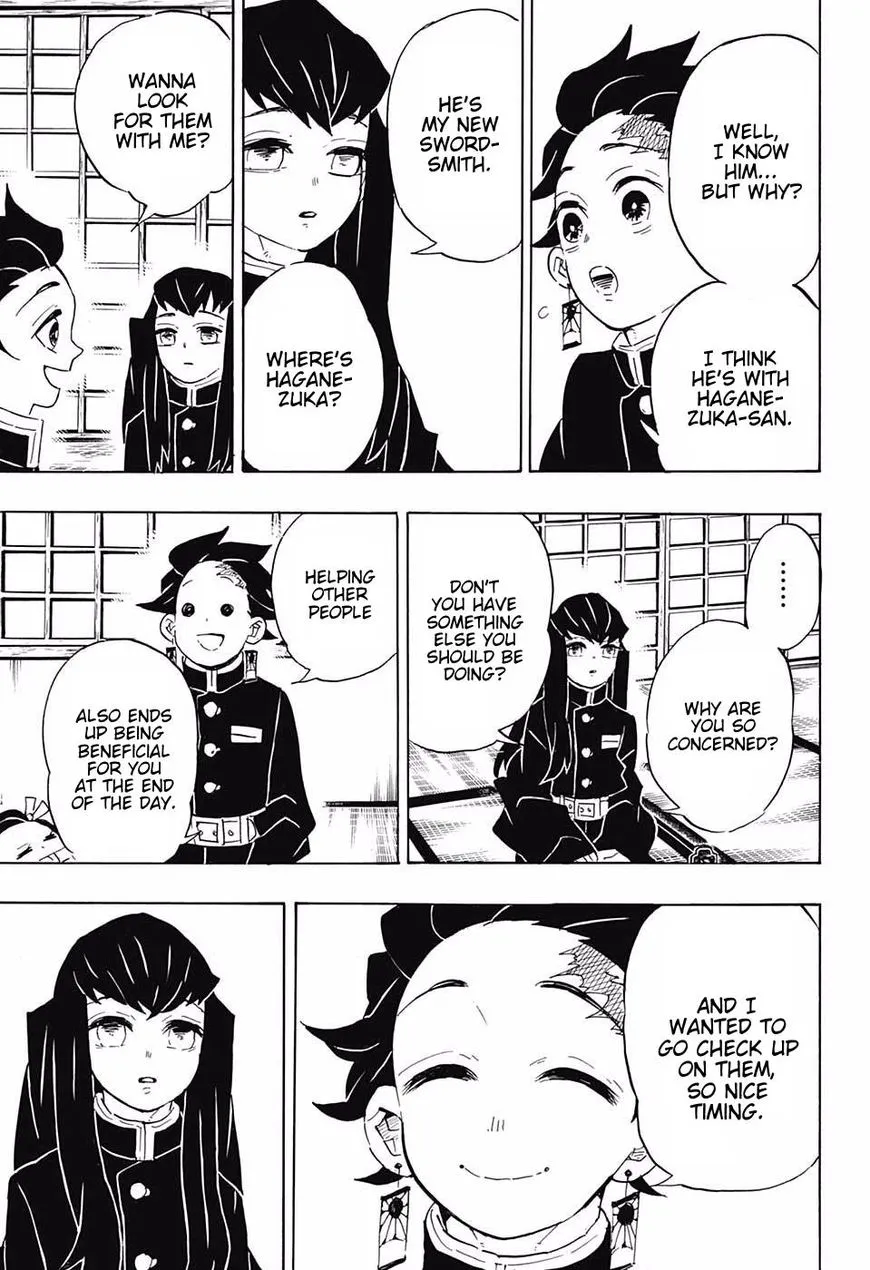 WELL,
I KNOW
HIM...
BUT WHY?
I THINK
HE'S WITH
HAGANE-
ZUKA-SAN.
HE'S
MY NEW
SWORD-
SMITH.
WHERE'S
HAGANE-
ZUKA?
WANNA
LOOK
FOR THEM
WITH ME?
......
WHY ARE
YOU SO
CONCERNED?
DON'T
YOU HAVE
SOMETHING
ELSE YOU
SHOULD BE
DOING?
HELPING
OTHER
PEOPLE
ALSO ENDS
UP BEING
BENEFICIAL
FOR YOU
AT THE END
OF THE DAY.
AND I
WANTED TO
GO CHECK UP
ON THEM,
SO NICE
TIMING.